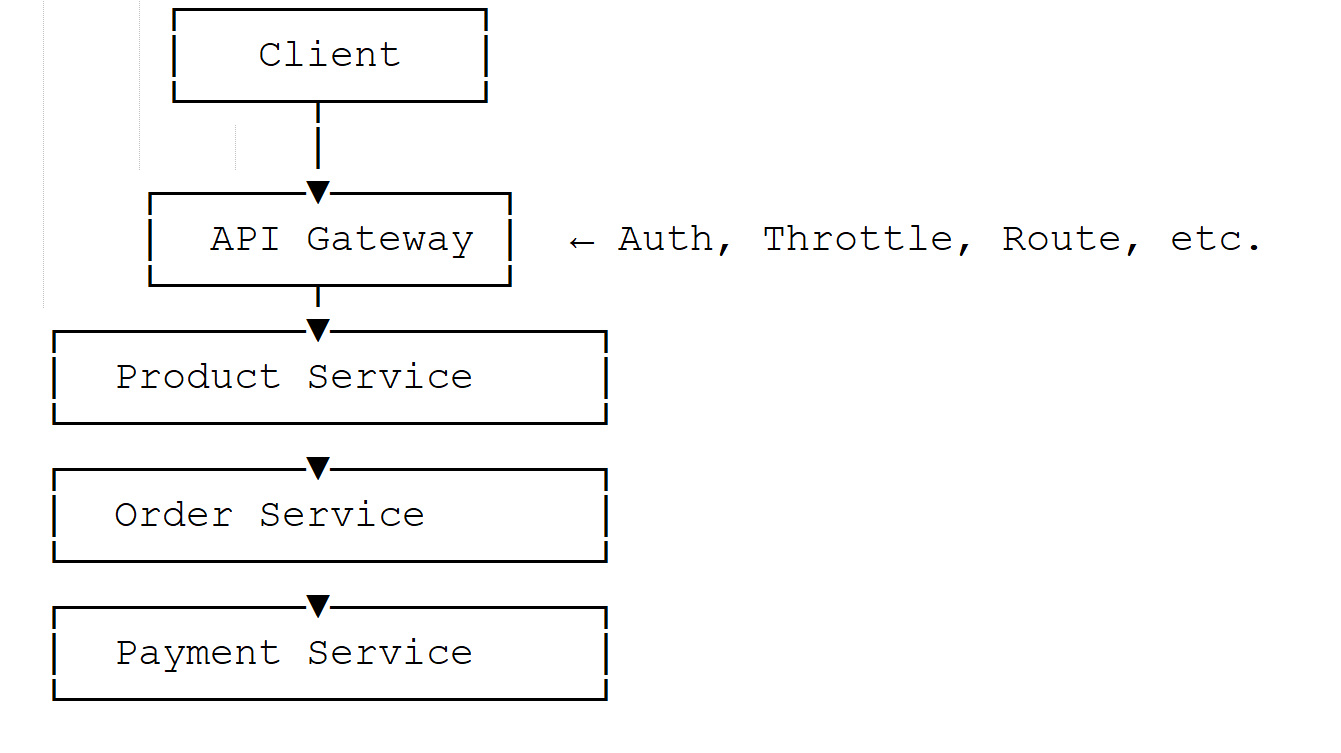 Client
API Gateway ← Auth, Throttle, Route, etc.
Product Service
Order Service
Payment Service